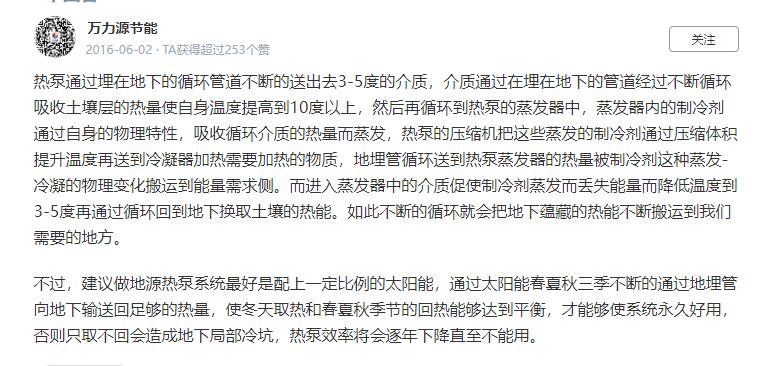 万力源节能
2016-06-02 · TA获得超过253个赞
关注
热泵通过埋在地下的循环管道不断的送出去3-5度的介质，介质通过在埋在地下的管道经过不断循环
吸收土壤层的热量使自身温度提高到10度以上，然后再循环到热泵的蒸发器中，蒸发器内的制冷剂
通过自身的物理特性，吸收循环介质的热量而蒸发，热泵的压缩机把这些蒸发的制冷剂通过压缩体积
提升温度再送到冷凝器加热需要加热的物质，地埋管循环送到热泵蒸发器的热量被制冷剂这种蒸发-
冷凝的物理变化搬运到能量需求侧。而进入蒸发器中的介质促使制冷剂蒸发而丢失能量而降低温度到
3-5度再通过循环回到地下换取土壤的热能。如此不断的循环就会把地下蕴藏的热能不断搬运到我们
需要的地方。
不过，建议做地源热泵系统最好是配上一定比例的太阳能，通过太阳能春夏秋三季不断的通过地埋管
向地下输送回足够的热量，使冬天取热和春夏秋季节的回热能够达到平衡，才能够使系统永久好用，
否则只取不回会造成地下局部冷坑，热泵效率将会逐年下降直至不能用。